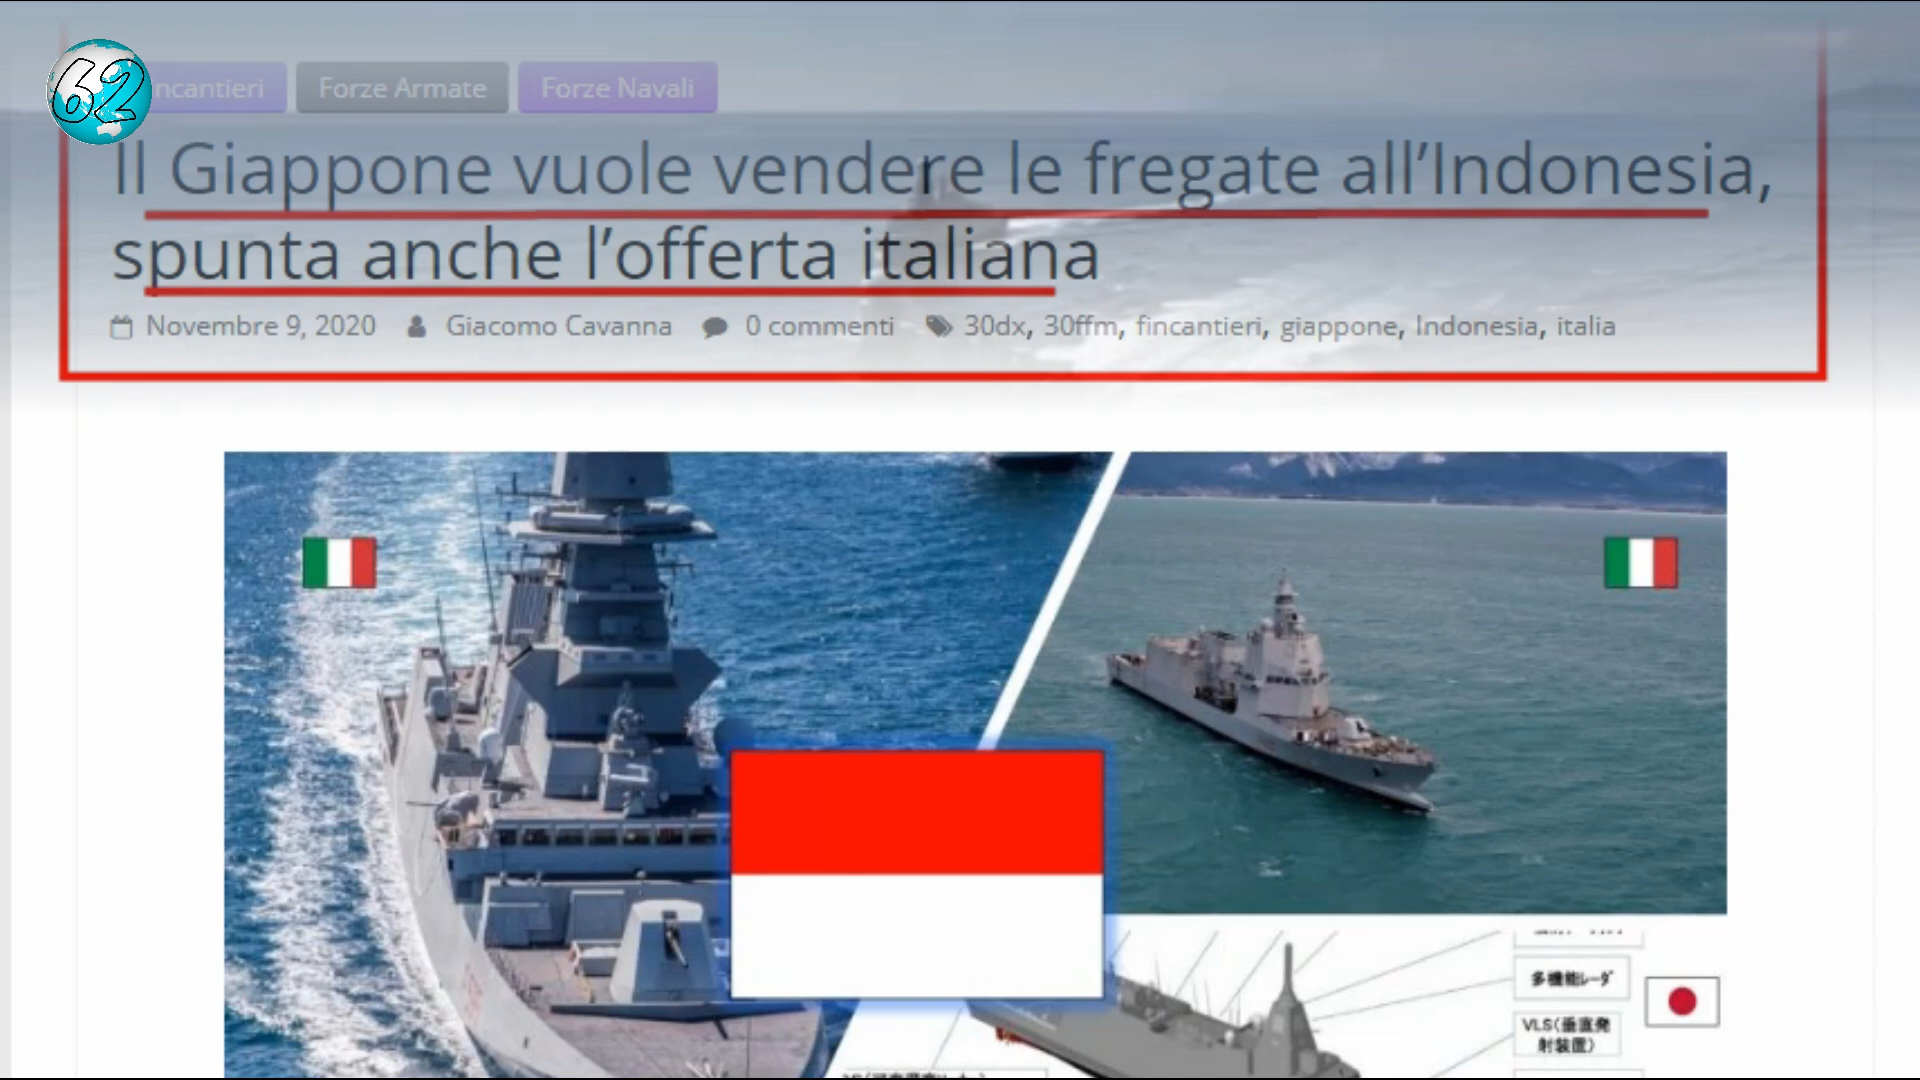 62
ncantieri
Forze Armate
Forze Navali
Il Giappone vuole vendere le fregate all'Indonesia,
spunta anche l'offerta italiana
Novembre 9, 2020 Giacomo Cavanna 0 commenti 30dx, 30ffm, fincantieri, giappone, Indonesia, italia
多機能レーダ
VLS(垂直発
射装置)